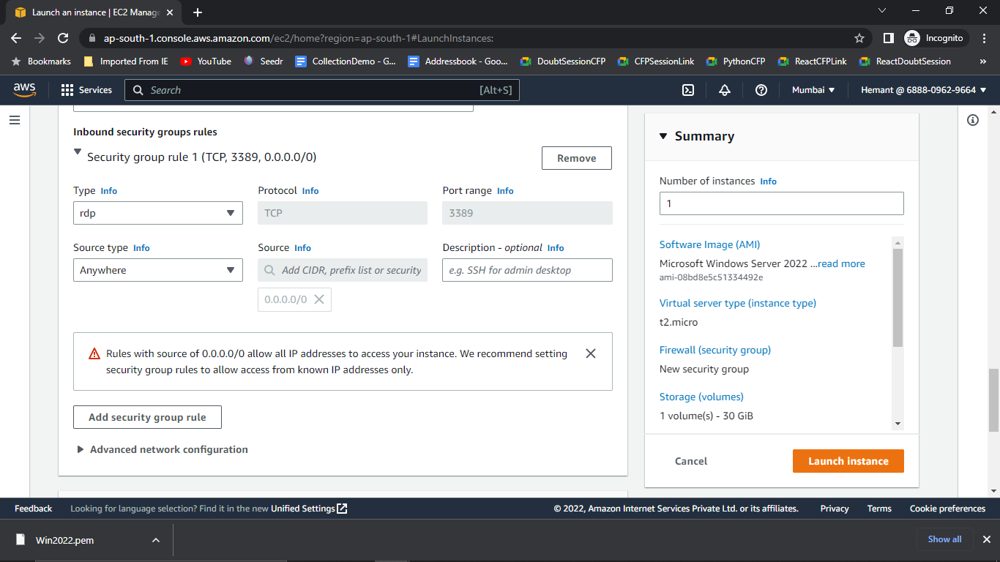 Launch an instance | EC2 Manage
ap-south-1.console.aws.amazon.com/ec2/home?region=ap-south-1#LaunchInstances:
Incognito
Bookmarks
Imported From IE
YouTube
Seedr
CollectionDemo - G...
Addressbook - Goo...
DoubtSessionCFP
CFPSessionLink
PythonCFP
ReactCFPLink
ReactDoubtSession
»
aws
Services
Search
[Alt+S]
Mumbai
Hemant @ 6888-0962-9664
Inbound security groups rules
Security group rule 1 (TCP, 3389, 0.0.0.0/0)
Remove
Type Info
Protocol Info
Port range Info
rdp
TCP
3389
Source type Info
Source Info
Description - optional Info
Anywhere
Add CIDR, prefix list or security
e.g. SSH for admin desktop
0.0.0.0/0
Rules with source of 0.0.0.0/0 allow all IP addresses to access your instance. We recommend setting
security group rules to allow access from known IP addresses only.
Add security group rule
Advanced network configuration
Summary
Number of instances Info
1
Software Image (AMI)
Microsoft Windows Server 2022 ...read more
ami-08bd8e5c51334492e
Virtual server type (instance type)
t2.micro
Firewall (security group)
New security group
Storage (volumes)
1 volume(s) - 30 GiB
Cancel
Launch instance
Feedback
Looking for language selection? Find it in the new Unified Settings
© 2022, Amazon Internet Services Private Ltd. or its affiliates.
Privacy
Terms
Cookie preferences
Win2022.pem
Show all